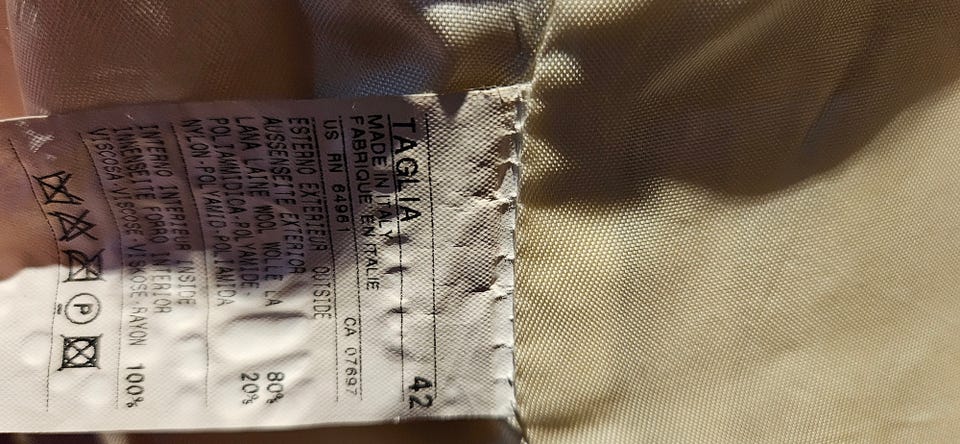 TAGLIA 42
MADE IN ITALY
FABRIQUE EN ITALIE
US RN 64961 CA 07697
ESTERNO EXTERIEUR OUTSIDE
AUSSENSEITE EXTERIOR
LANA LAINE WOOL WOLLE LA 80%
POLIAMIDICA-POLYAMIDE- 20%
NYLON-POLYAMID-POLIAMIDA
INTERNO INTERIEUR INSIDE
INNENSEITE FORRO INTERIOR
VISCOSA-VISCOSE-VISKOSE-RAYON 100%
P